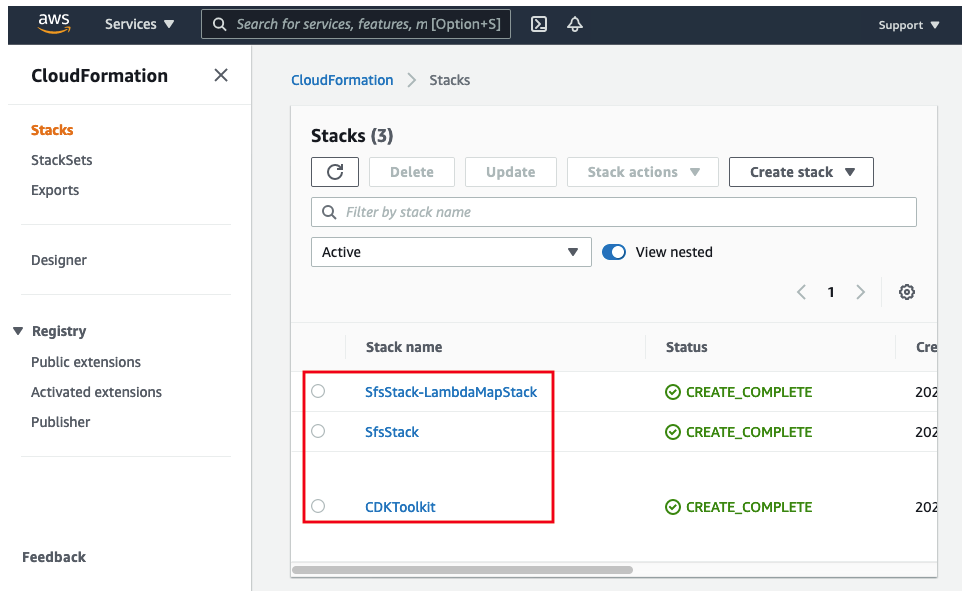 aws Services Search for services, features, m [Option+S] Support
CloudFormation
Stacks
StackSets
Exports
Designer
Registry
Public extensions
Activated extensions
Publisher
Feedback
CloudFormation Stacks
Stacks (3)
Delete Update Stack actions Create stack
Filter by stack name
Active View nested
1
Stack name Status Cre
SfsStack-LambdaMapStack CREATE_COMPLETE 202
SfsStack CREATE_COMPLETE 202
CDKToolkit CREATE_COMPLETE 202